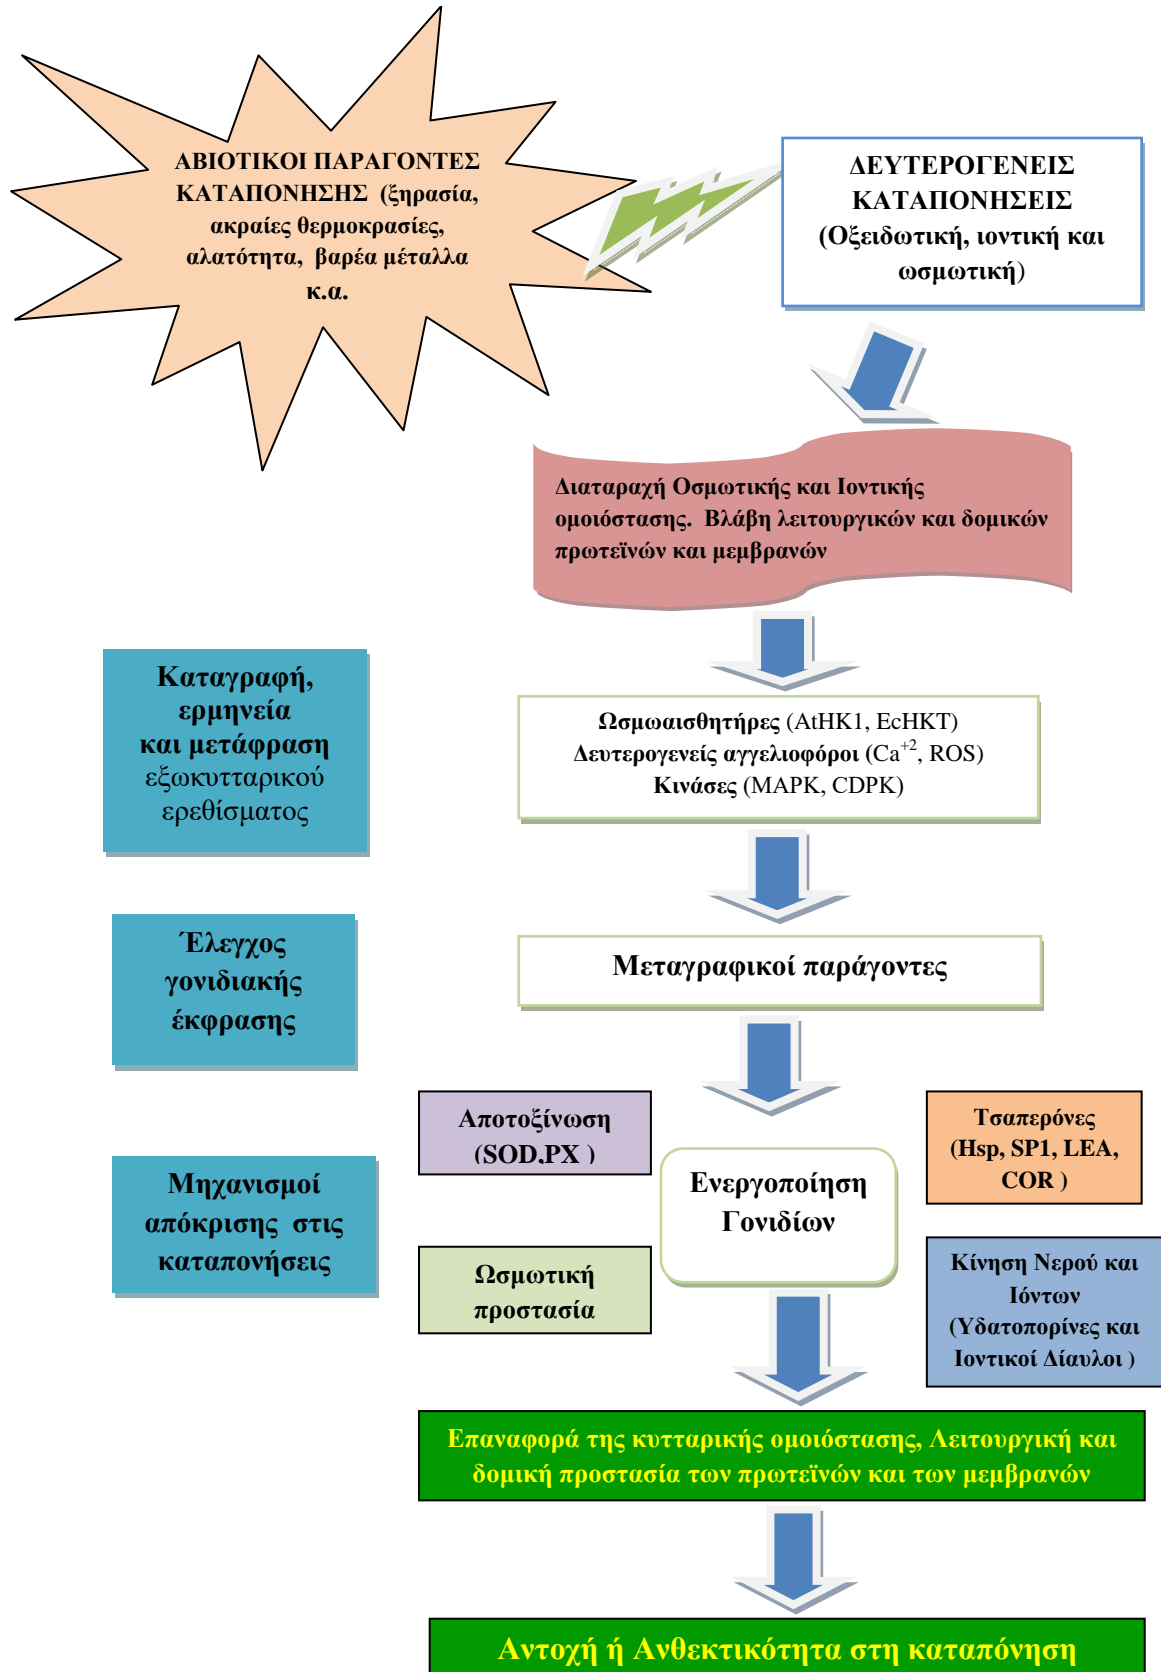 ΑΒΙΟΤΙΚΟΙ ΠΑΡΑΓΟΝΤΕΣ
ΚΑΤΑΠΟΝΗΣΗΣ (ξηρασία,
ακραίες θερμοκρασίες,
αλατότητα, βαρέα μέταλλα
κ.α.
ΔΕΥΤΕΡΟΓΕΝΕΙΣ
ΚΑΤΑΠΟΝΗΣΕΙΣ
(Οξειδωτική, ιοντική και
ωσμωτική)
Διαταραχή Οσμωτικής και Ιοντικής
ομοιόστασης. Βλάβη λειτουργικών και δομικών
πρωτεϊνών και μεμβρανών
Καταγραφή,
ερμηνεία
και μετάφραση
εξωκυτταρικού
ερεθίσματος
Ωσμωαισθητήρες (AtHK1, EcHKT)
Δευτερογενείς αγγελιοφόροι (Ca+2, ROS)
Κινάσες (MAPK, CDPK)
Έλεγχος
γονιδιακής
έκφρασης
Μεταγραφικοί παράγοντες
Αποτοξίνωση
(SOD,PX )
Τσαπερόνες
(Hsp, SP1, LEA,
COR )
Μηχανισμοί
απόκρισης στις
καταπονήσεις
Ενεργοποίηση
Γονιδίων
Ωσμωτική
προστασία
Κίνηση Νερού και
Ιόντων
(Υδατοπορίνες και
Ιοντικοί Δίαυλοι )
Επαναφορά της κυτταρικής ομοιόστασης, Λειτουργική και
δομική προστασία των πρωτεϊνών και των μεμβρανών
Αντοχή ή Ανθεκτικότητα στη καταπόνηση